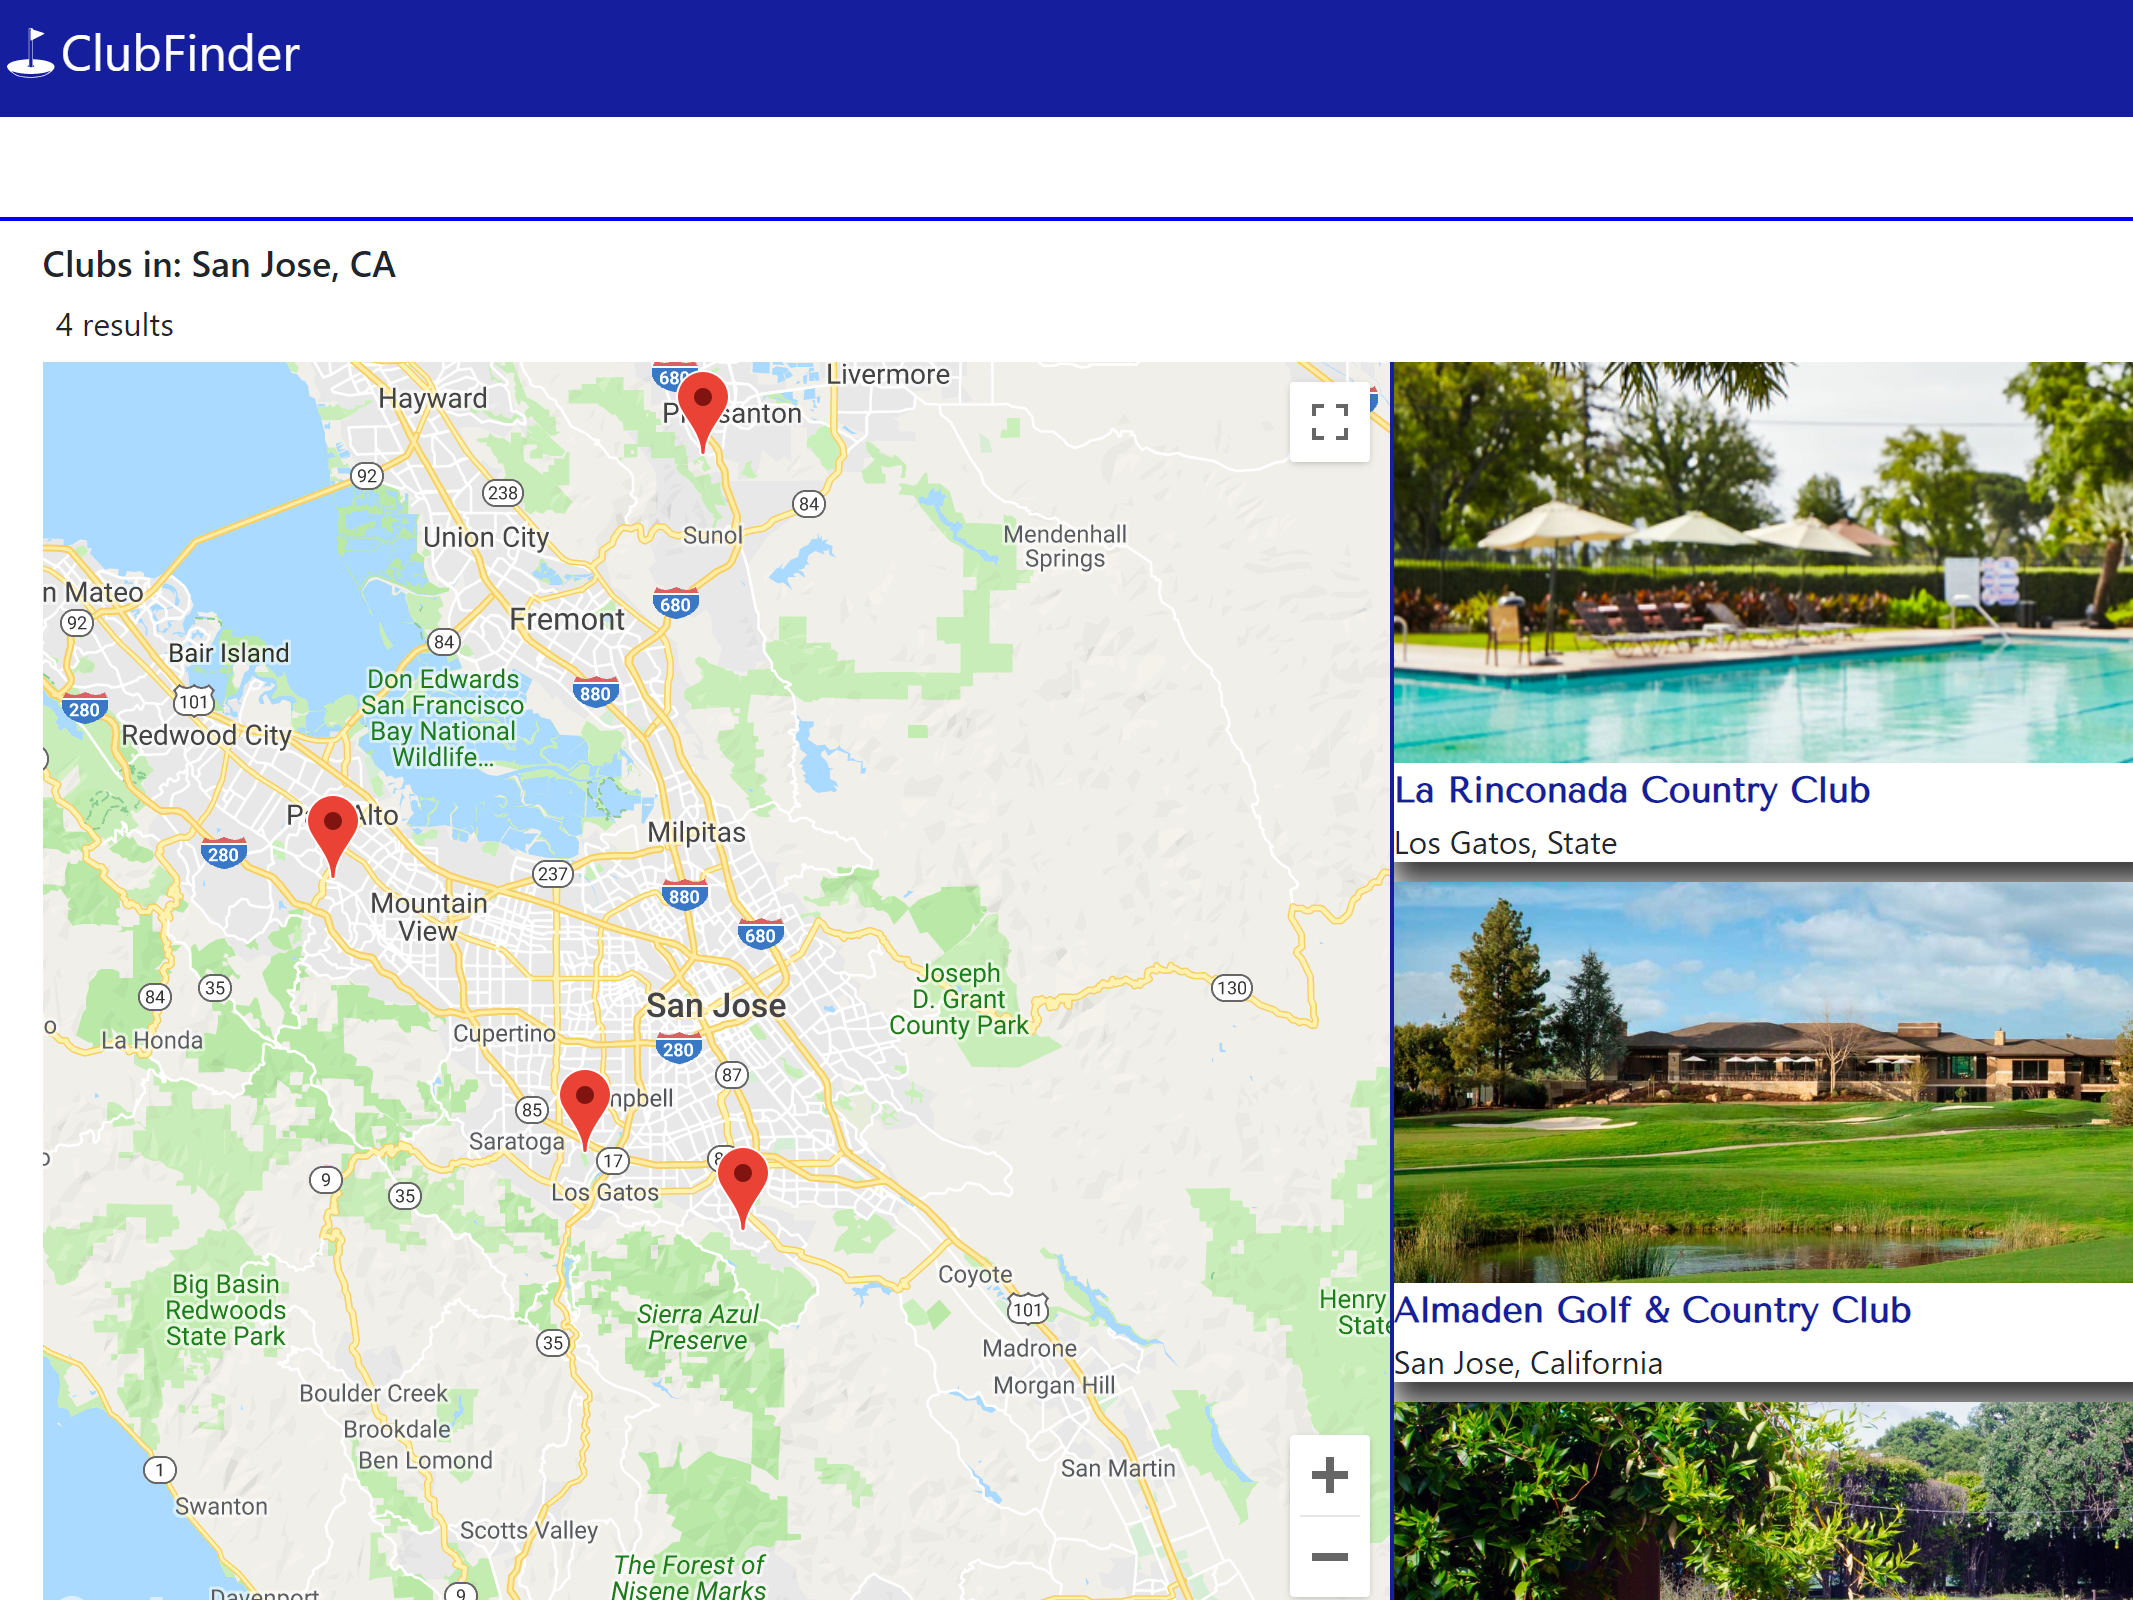 ClubFinder
Clubs in: San Jose, CA
4 results
680
Livermore
Hayward
92
238
84
Union City
Sunol
Mendenhall
Springs
n Mateo
92
680
Fremont
84
Bair Island
Don Edwards
San Francisco
Bay National
Wildlife...
101
880
280
Redwood City
Alto
Milpitas
280
237
880
Mountain
View
680
Joseph
D. Grant
County Park
35
84
130
San Jose
La Honda
Cupertino
280
87
mpbell
85
Saratoga
17
9
35
Los Gatos
Coyote
Big Basin
Redwoods
State Park
101
Henry
State
Sierra Azul
Preserve
35
Madrone
Morgan Hill
Boulder Creek
Brookdale
Ben Lomond
1
San Martin
Swanton
Scotts Valley
The Forest of
Nisene Marks
Davenport
9
La Rinconada Country Club
Los Gatos, State
Almaden Golf & Country Club
San Jose, California